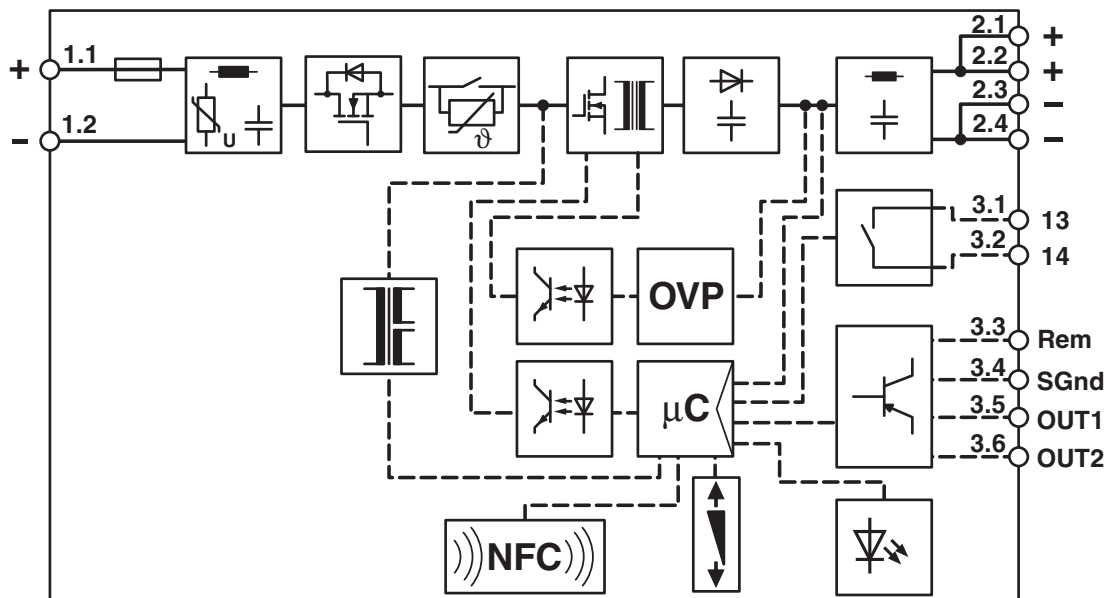 2.1
+
+ 1.1
2.2
+
2.3
−
− 1.2
U
ϑ
2.4
−
3.1
13
3.2
14
OVP
3.3
Rem
3.4
SGnd
µC
3.5
OUT1
3.6
OUT2
NFC